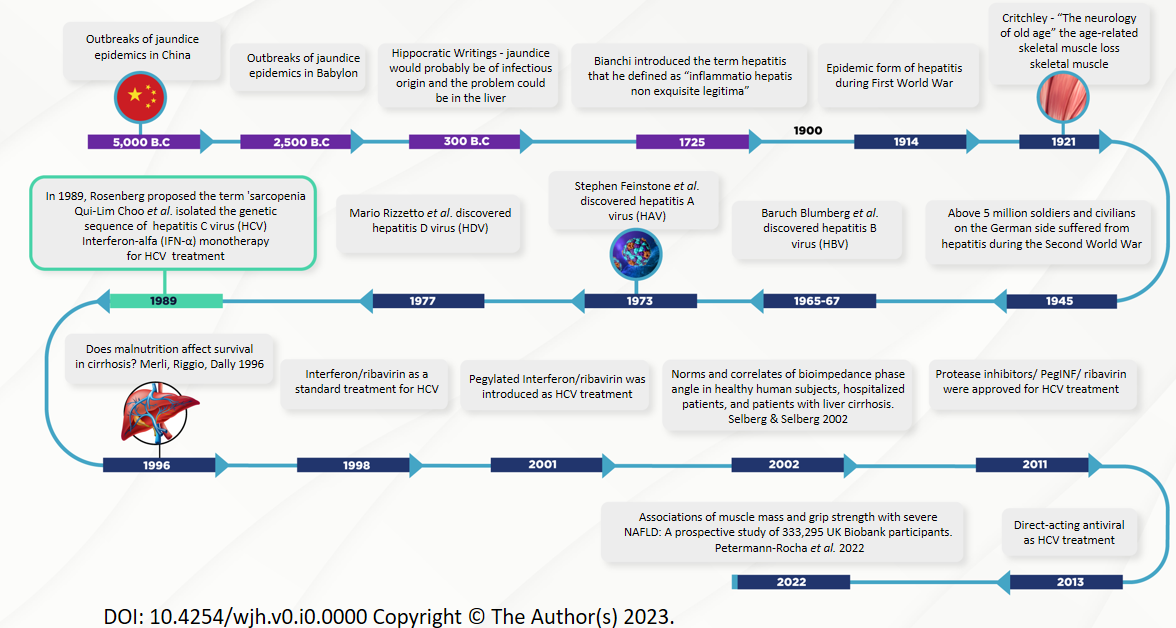 Outbreaks of jaundice
epidemics in China
5,000 B.C
Outbreaks of jaundice
epidemics in Babylon
2,500 B.C
Hippocratic Writings - jaundice
would probably be of infectious
origin and the problem could
be in the liver
300 B.C
Bianchi introduced the term hepatitis
that he defined as “inflammatio hepatis
non exquisite legitima”
1725
1900
Epidemic form of hepatitis
during First World War
1914
Critchley - “The neurology
of old age” the age-related
skeletal muscle loss
skeletal muscle
1921
Above 5 million soldiers and civilians
on the German side suffered from
hepatitis during the Second World War
1945
Baruch Blumberg et al.
discovered hepatitis B
virus (HBV)
1965-67
Stephen Feinstone et al.
discovered hepatitis A
virus (HAV)
1973
Mario Rizzetto et al. discovered
hepatitis D virus (HDV)
1977
In 1989, Rosenberg proposed the term 'sarcopenia
Qui-Lim Choo et al. isolated the genetic
sequence of hepatitis C virus (HCV)
Interferon-alfa (IFN-α) monotherapy
for HCV treatment
1989
Does malnutrition affect survival
in cirrhosis? Merli, Riggio, Dally 1996
1996
Interferon/ribavirin as a
standard treatment for HCV
1998
Pegylated Interferon/ribavirin was
introduced as HCV treatment
2001
Norms and correlates of bioimpedance phase
angle in healthy human subjects, hospitalized
patients, and patients with liver cirrhosis.
Selberg & Selberg 2002
2002
Protease inhibitors/ PegINF/ ribavirin
were approved for HCV treatment
2011
Direct-acting antiviral
as HCV treatment
2013
Associations of muscle mass and grip strength with severe
NAFLD: A prospective study of 333,295 UK Biobank participants.
Petermann-Rocha et al. 2022
2022
DOI: 10.4254/wjh.v0.i0.0000 Copyright © The Author(s) 2023.